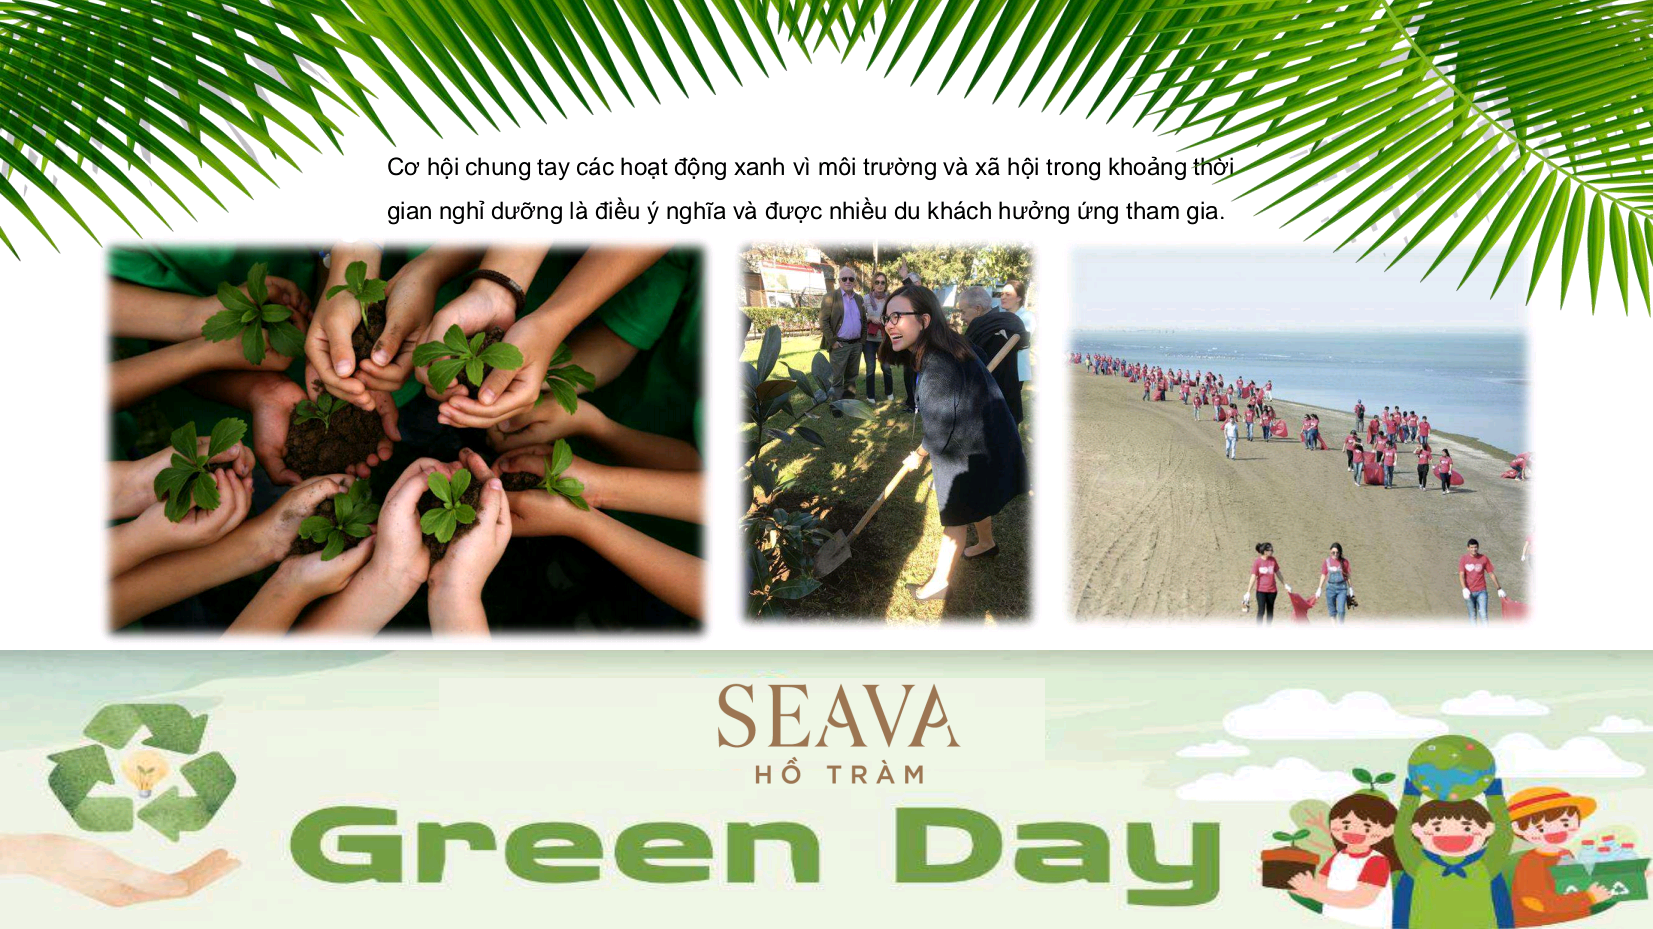 Cơ hội chung tay các hoạt động xanh vì môi trường và xã hội trong khoảng thời
gian nghỉ dưỡng là điều ý nghĩa và được nhiều du khách hưởng ứng tham gia.
SEAVA
HỒ TRÀM
Green Day